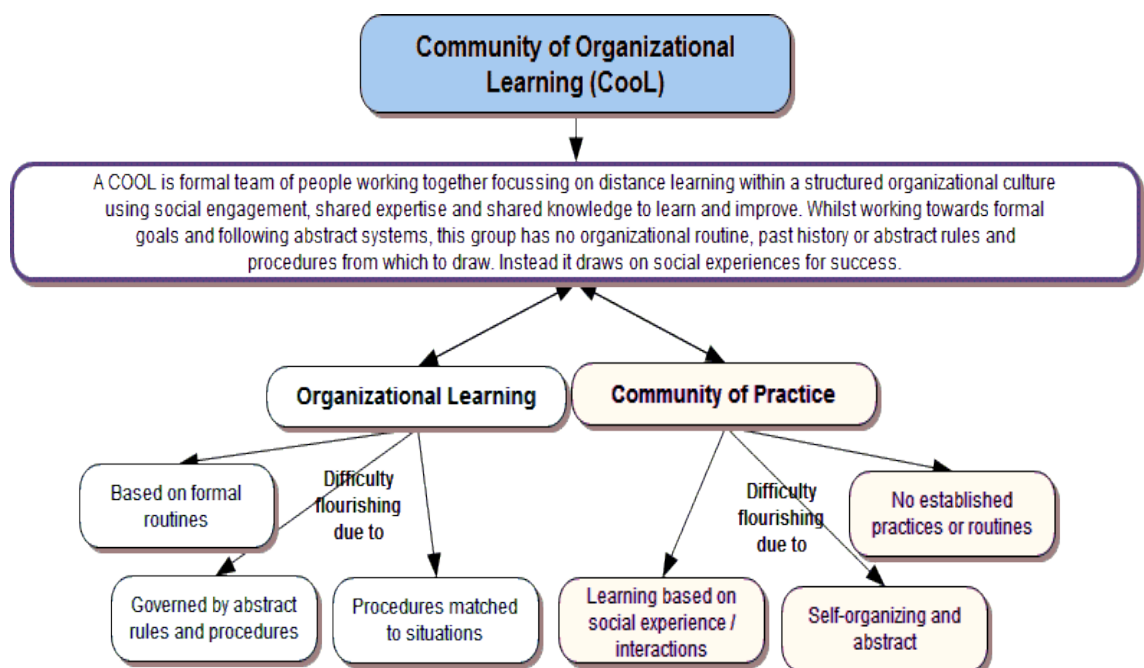 Community of Organizational
Learning (CooL)
A COOL is formal team of people working together focussing on distance learning within a structured organizational culture
using social engagement, shared expertise and shared knowledge to learn and improve. Whilst working towards formal
goals and following abstract systems, this group has no organizational routine, past history or abstract rules and
procedures from which to draw. Instead it draws on social experiences for success.
Organizational Learning
Community of Practice
Based on formal
routines
Difficulty
flourishing
due to
Governed by abstract
rules and procedures
Procedures matched
to situations
Difficulty
flourishing
due to
No established
practices or routines
Learning based on
social experience /
interactions
Self-organizing and
abstract